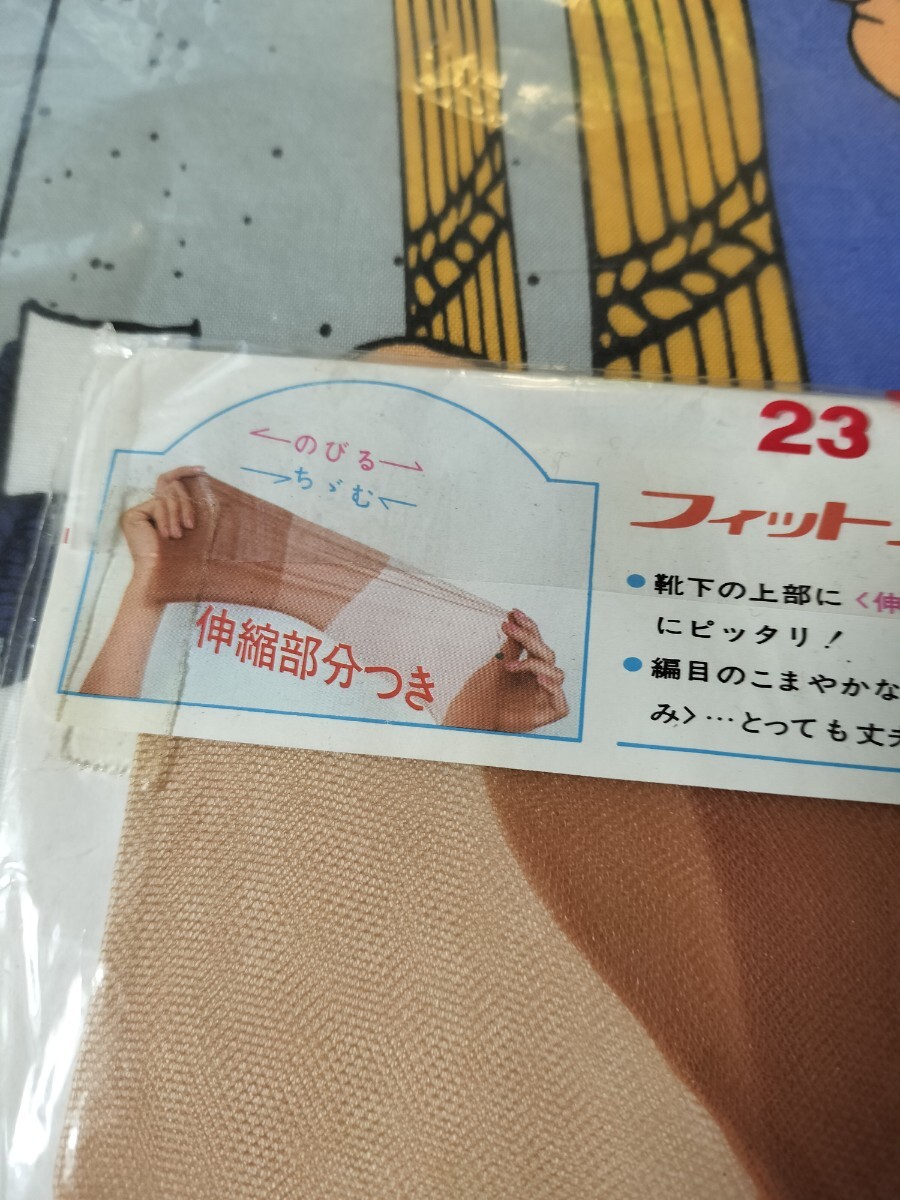 ←のびる→
→ちゞむ←
伸縮部分つき
23
フィット
●靴下の上部に〈伸
にピッタリ！
●編目のこまやかな
み〉…とっても丈夫